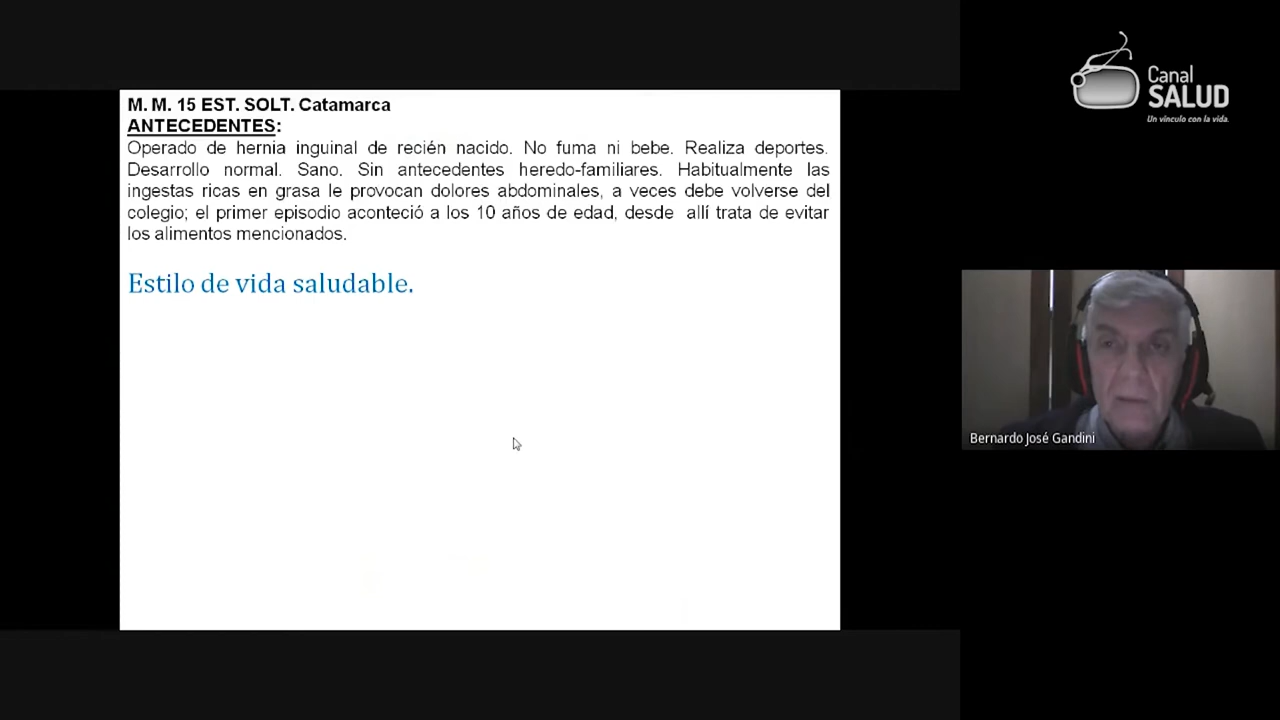 M. M. 15 EST. SOLT. Catamarca
ANTECEDENTES:
Operado de hernia inguinal de recién nacido. No fuma ni bebe. Realiza deportes.
Desarrollo normal. Sano. Sin antecedentes heredo-familiares. Habitualmente las
ingestas ricas en grasa le provocan dolores abdominales, a veces debe volverse del
colegio; el primer episodio aconteció a los 10 años de edad, desde allí trata de evitar
los alimentos mencionados.
Estilo de vida saludable.
Canal
SALUD
Un vínculo con la vida.
Bernardo José Gandini